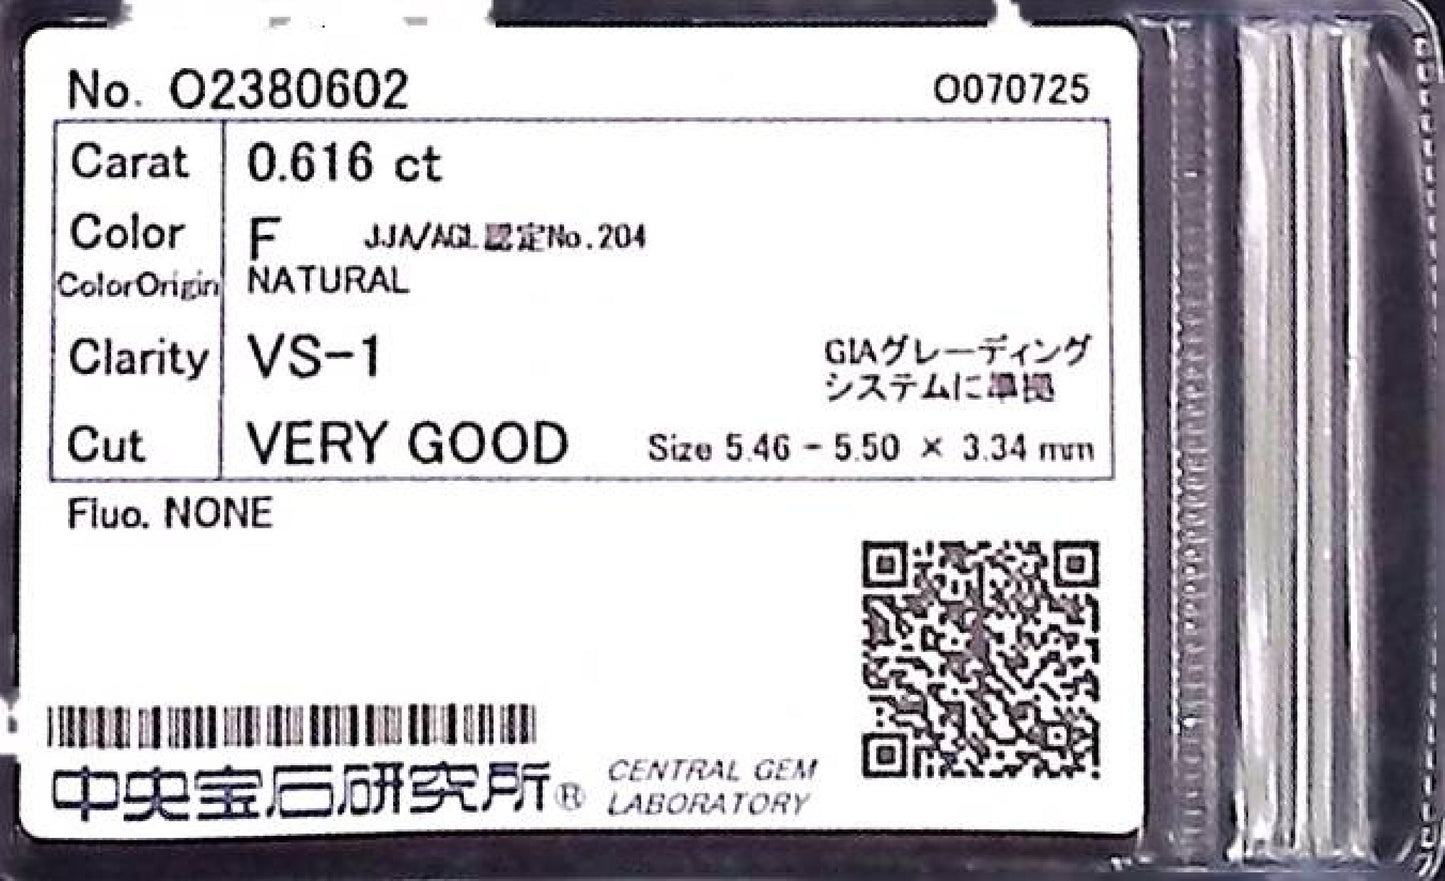 No. O2380602 O070725
Carat 0.616 ct
Color F JJA/AGL認定No.204
ColorOrigin NATURAL
Clarity VS-1 GIAグレーディング
システムに準拠
Cut VERY GOOD Size 5.46 - 5.50 × 3.34 mm
Fluo. NONE
中央宝石研究所® CENTRAL GEM
LABORATORY